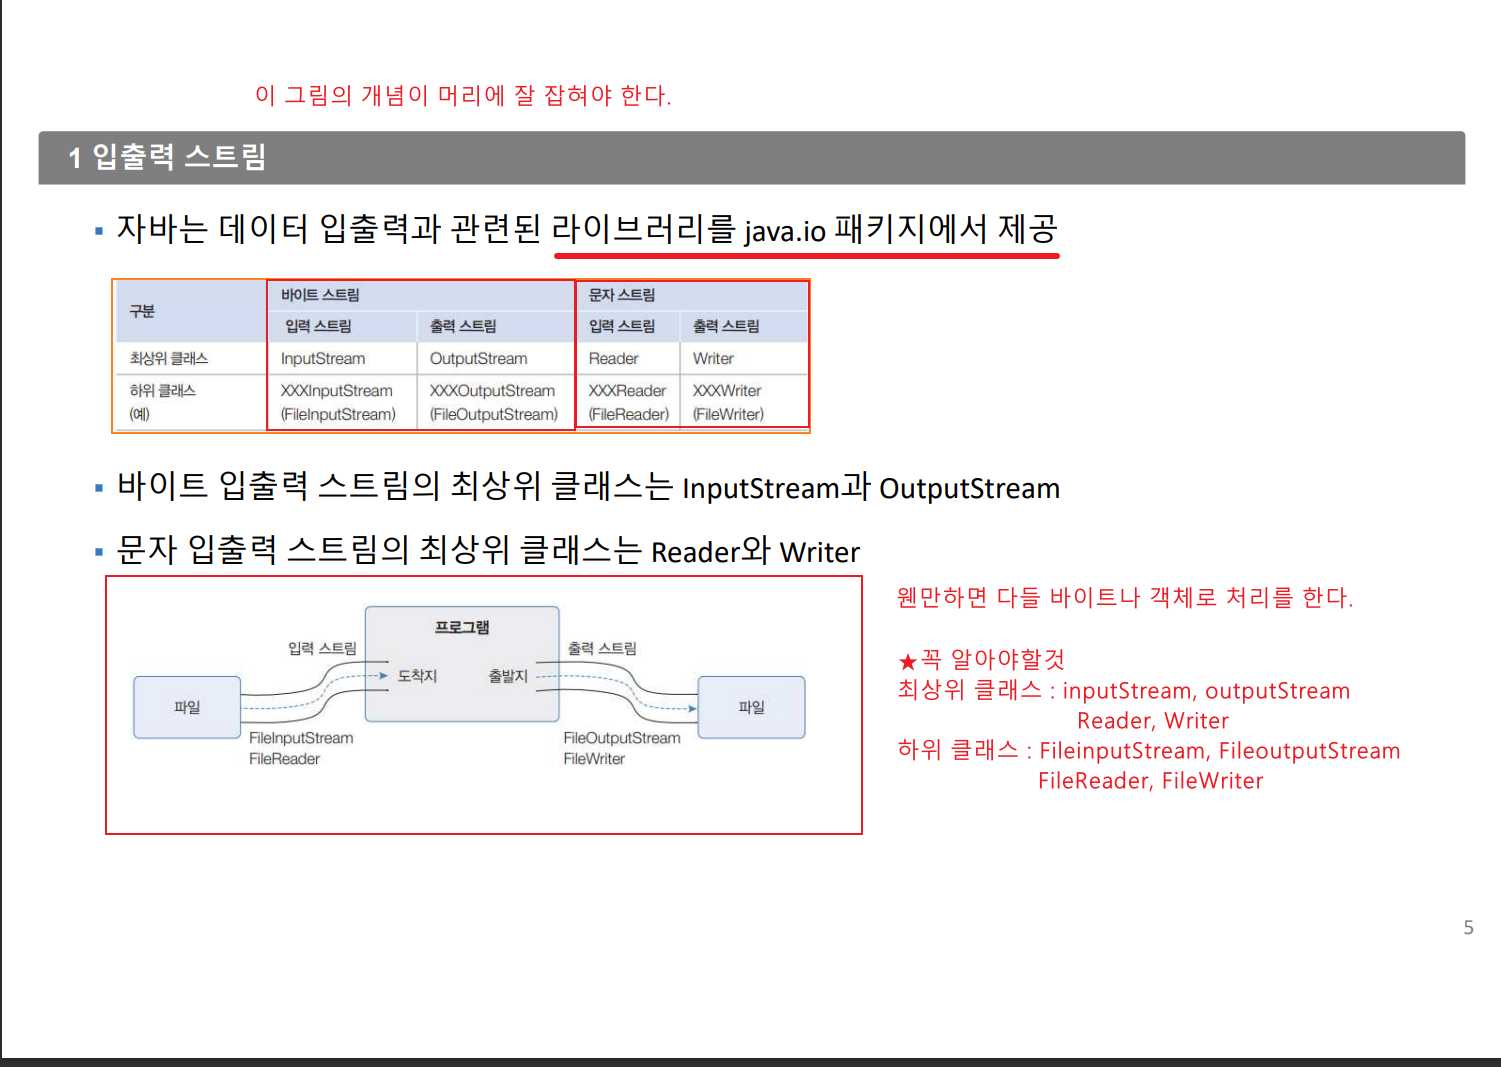 이 그림의 개념이 머리에 잘 잡혀야 한다.
1 입출력 스트림
▪ 자바는 데이터 입출력과 관련된 라이브러리를 java.io 패키지에서 제공
구분
바이트 스트림
문자 스트림
입력 스트림
출력 스트림
입력 스트림
출력 스트림
최상위 클래스
InputStream
OutputStream
Reader
Writer
하위 클래스
(예)
XXXInputStream
(FileInputStream)
XXXOutputStream
(FileOutputStream)
XXXReader
(FileReader)
XXXWriter
(FileWriter)
▪ 바이트 입출력 스트림의 최상위 클래스는 InputStream과 OutputStream
▪ 문자 입출력 스트림의 최상위 클래스는 Reader와 Writer
프로그램
입력 스트림
출력 스트림
도착지
출발지
파일
파일
FileInputStream
FileReader
FileOutputStream
FileWriter
웬만하면 다들 바이트나 객체로 처리를 한다.
★꼭 알아야할것
최상위 클래스 : inputStream, outputStream
Reader, Writer
하위 클래스 : FileinputStream, FileoutputStream
FileReader, FileWriter
5